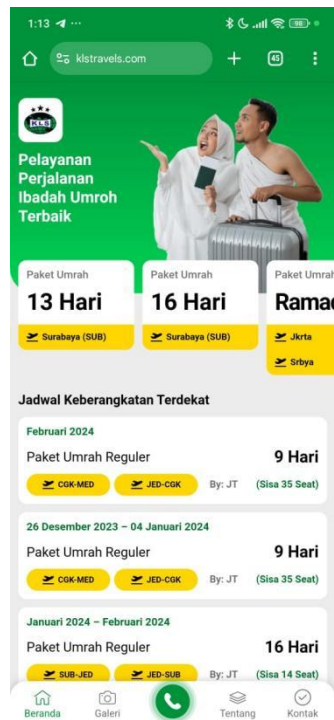 1:13
45
klstravels.com
KLS
Pelayanan
Perjalanan
Ibadah Umroh
Terbaik
Paket Umrah
13 Hari
Surabaya (SUB)
Paket Umrah
16 Hari
Surabaya (SUB)
Paket Umrah
Ramad
Jkrta
Srbya
Jadwal Keberangkatan Terdekat
Februari 2024
Paket Umrah Reguler 9 Hari
CGK-MED JED-CGK By: JT (Sisa 35 Seat)
26 Desember 2023 – 04 Januari 2024
Paket Umrah Reguler 9 Hari
CGK-MED JED-CGK By: JT (Sisa 35 Seat)
Januari 2024 – Februari 2024
Paket Umrah Reguler 16 Hari
SUB-JED JED-SUB By: JT (Sisa 14 Seat)
Beranda Galeri Tentang Kontak